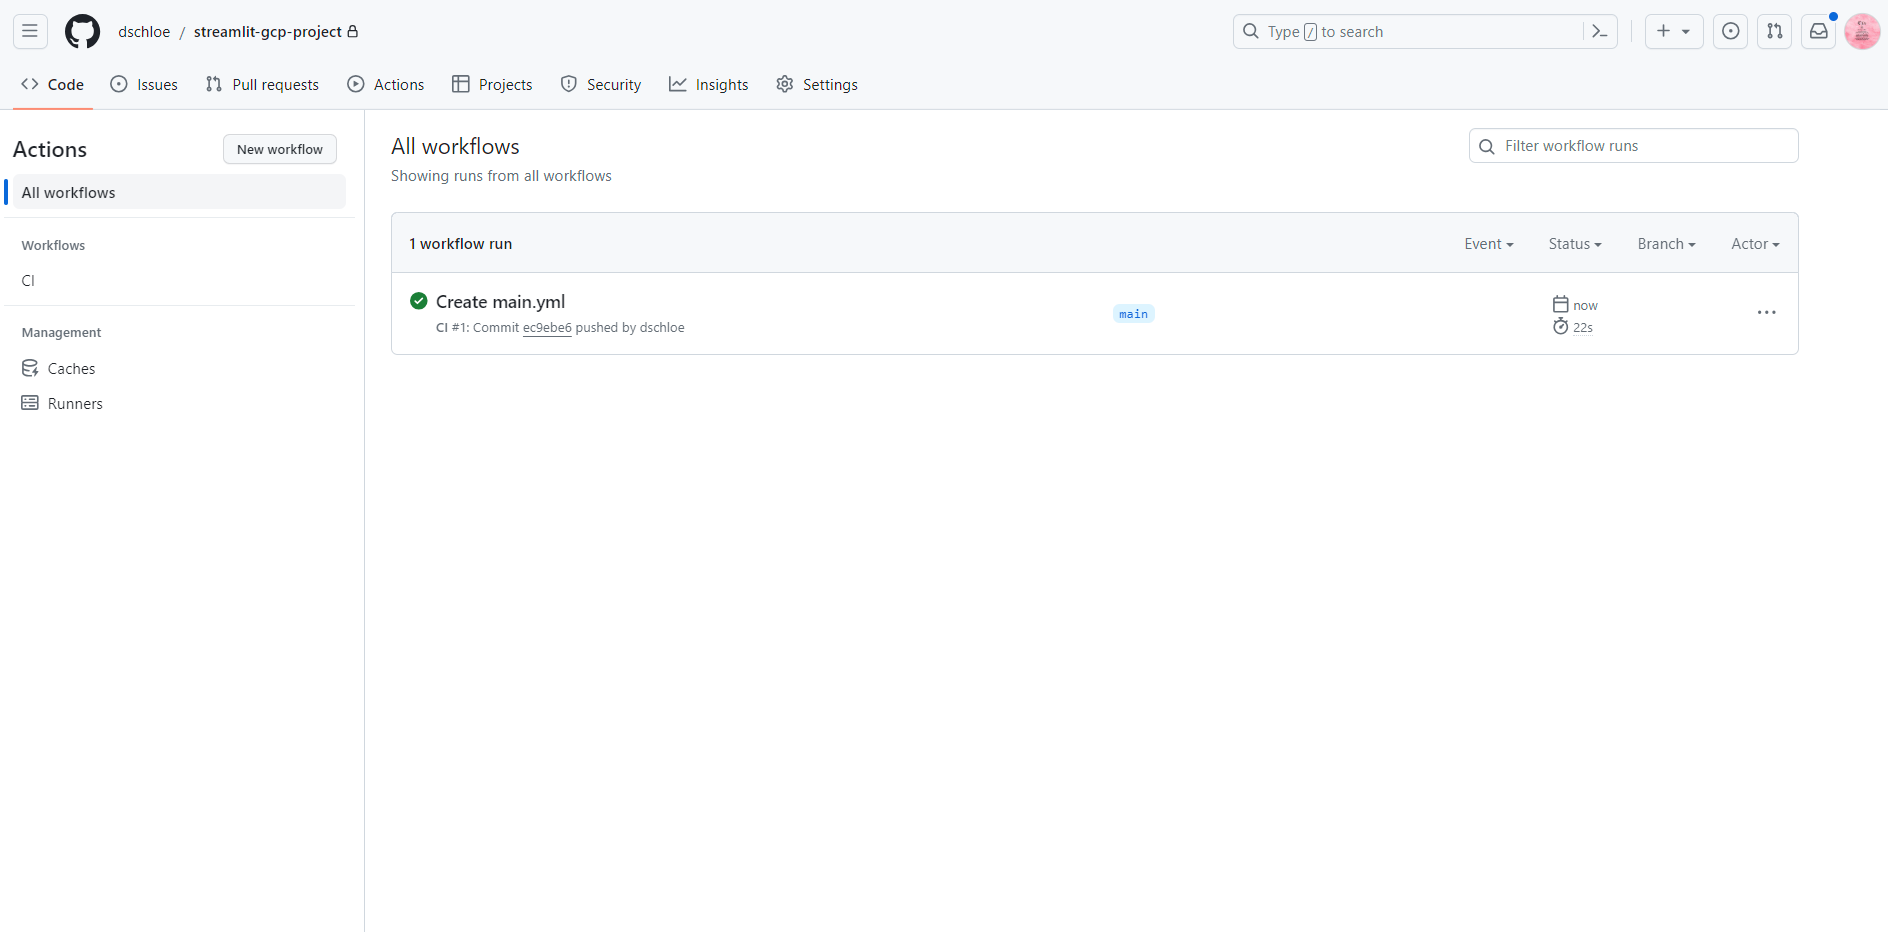 dschloe / streamlit-gcp-project
Type / to search
Code Issues Pull requests Actions Projects Security Insights Settings
Actions
New workflow
All workflows
Workflows
CI
Management
Caches
Runners
All workflows
Showing runs from all workflows
Filter workflow runs
1 workflow run
Event Status Branch Actor
Create main.yml
CI #1: Commit ec9ebe6 pushed by dschloe
main
now
22s